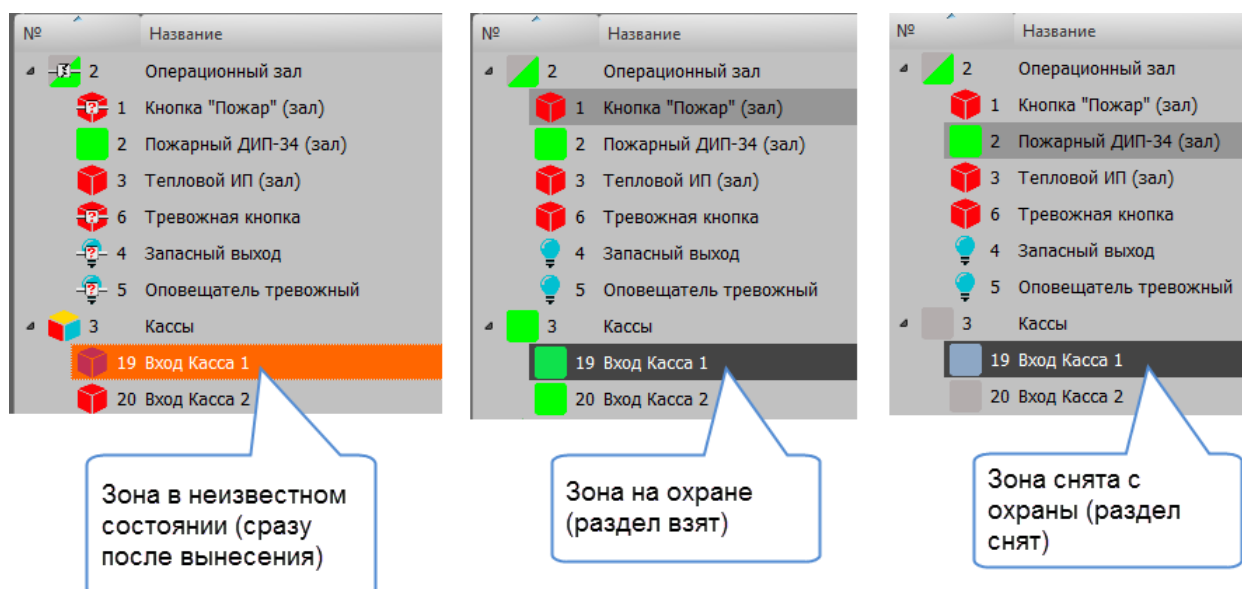 № Название
2 Операционный зал
1 Кнопка "Пожар" (зал)
2 Пожарный ДИП-34 (зал)
3 Тепловой ИП (зал)
6 Тревожная кнопка
4 Запасный выход
5 Оповещатель тревожный
3 Кассы
19 Вход Касса 1
20 Вход Касса 2
Зона в неизвестном
состоянии (сразу
после вынесения)
№ Название
2 Операционный зал
1 Кнопка "Пожар" (зал)
2 Пожарный ДИП-34 (зал)
3 Тепловой ИП (зал)
6 Тревожная кнопка
4 Запасный выход
5 Оповещатель тревожный
3 Кассы
19 Вход Касса 1
20 Вход Касса 2
Зона на охране
(раздел взят)
№ Название
2 Операционный зал
1 Кнопка "Пожар" (зал)
2 Пожарный ДИП-34 (зал)
3 Тепловой ИП (зал)
6 Тревожная кнопка
4 Запасный выход
5 Оповещатель тревожный
3 Кассы
19 Вход Касса 1
20 Вход Касса 2
Зона снята с
охраны (раздел
снят)